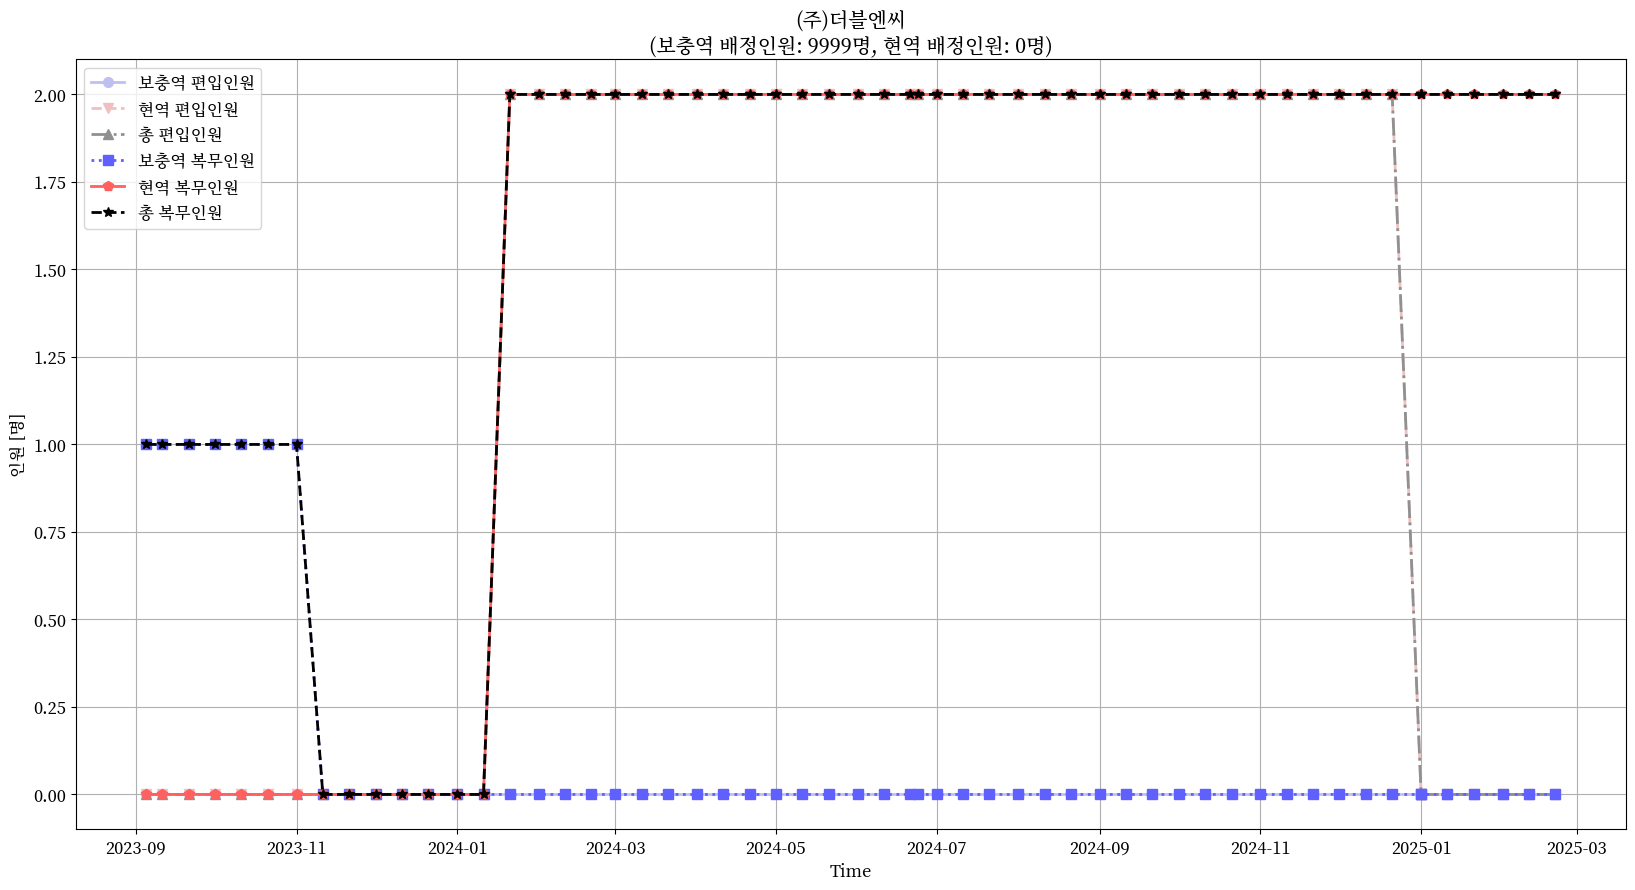 (주)더블엔씨
(보충역 배정인원: 9999명, 현역 배정인원: 0명)
보충역 편입인원
현역 편입인원
총 편입인원
보충역 복무인원
현역 복무인원
총 복무인원
2.00
1.75
1.50
1.25
1.00
0.75
0.50
0.25
0.00
인원 [명]
2023-09 2023-11 2024-01 2024-03 2024-05 2024-07 2024-09 2024-11 2025-01 2025-03
Time